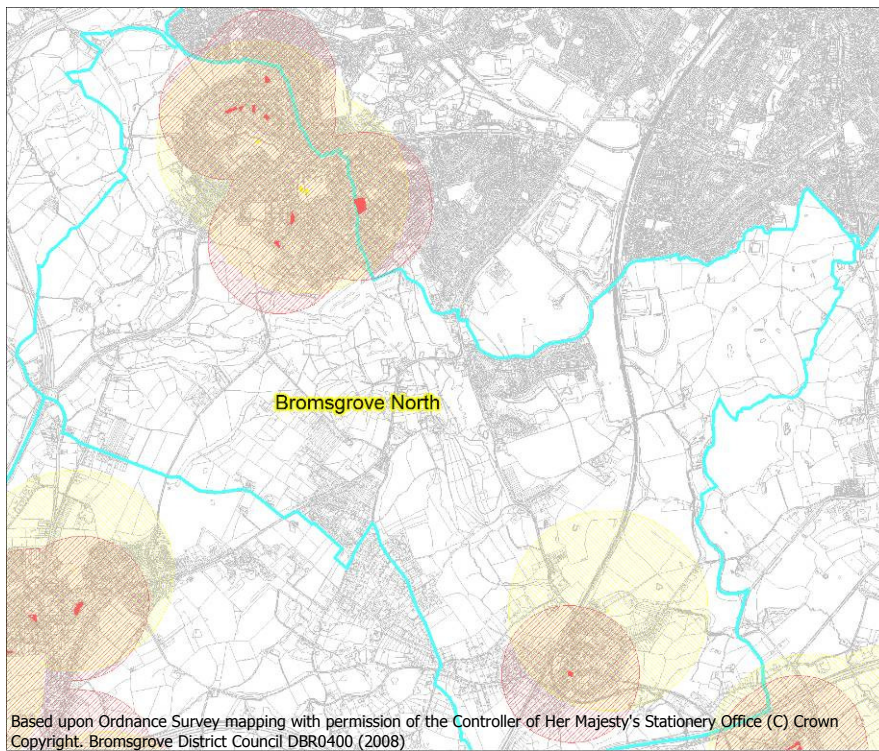 Bromsgrove North
Based upon Ordnance Survey mapping with permission of the Controller of Her Majesty's Stationery Office (C) Crown
Copyright. Bromsgrove District Council DBR0400 (2008)